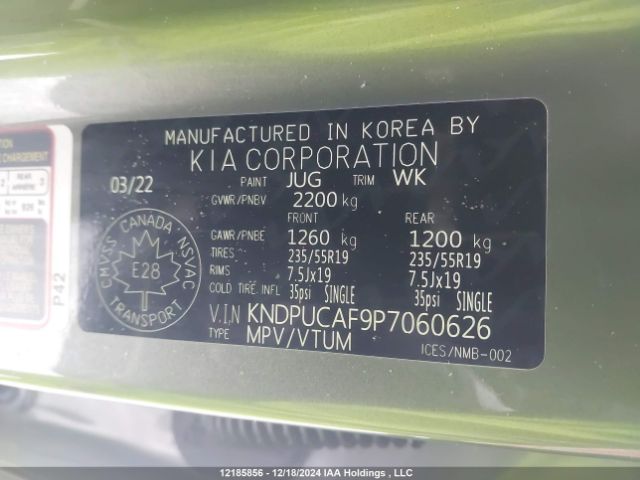 MANUFACTURED IN KOREA BY
KIA CORPORATION
03/22 PAINT JUG TRIM WK
GVWR/PNBV 2200 kg
FRONT REAR
GAWR/PNBE 1260 kg 1200 kg
TIRES 235/55R19 235/55R19
RIMS 7.5Jx19 7.5Jx19
COLD TIRE INFL 35psi SINGLE 35psi SINGLE
V.I.N KNDPUCAF9P7060626
TYPE MPV/VTUM
ICES/NMB-002
CANADA
CMVSS NSVAC
E28
TRANSPORT
P42
CHARGEMENT
REAR
12185856 - 12/18/2024 IAA Holdings , LLC